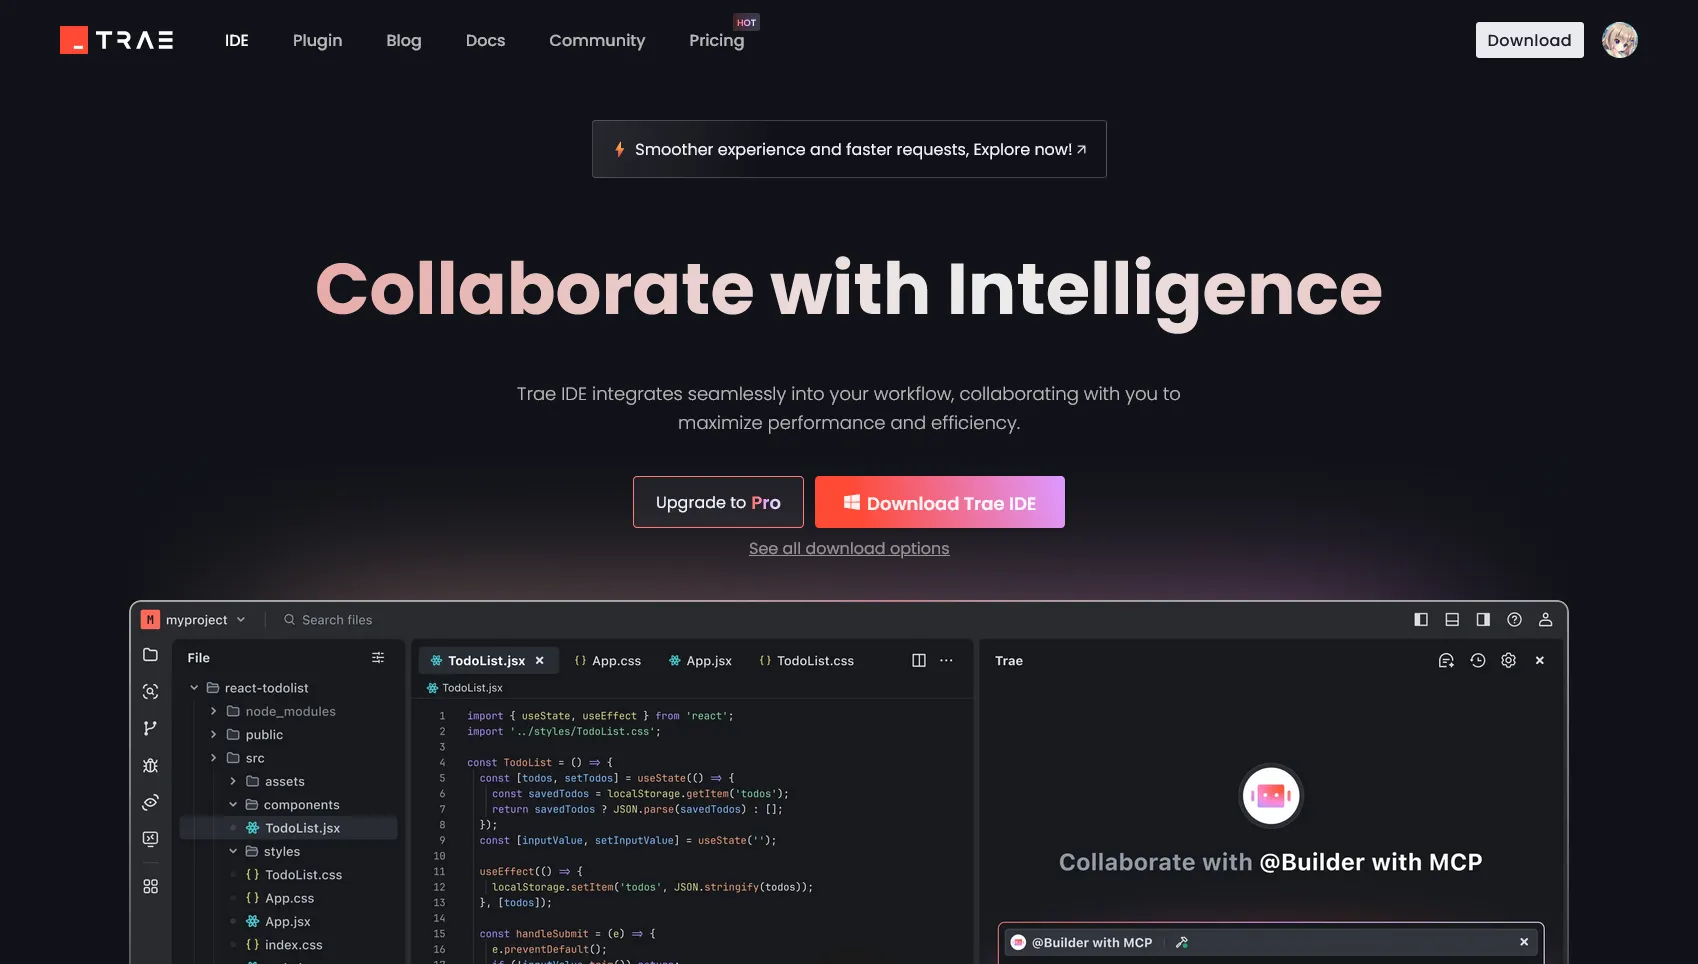 TRAE
IDE
Plugin
Blog
Docs
Community
Pricing
HOT
Download
Smoother experience and faster requests, Explore now!
Collaborate with Intelligence
Trae IDE integrates seamlessly into your workflow, collaborating with you to
maximize performance and efficiency.
Upgrade to Pro
Download Trae IDE
See all download options
M myproject
Search files
File
react-todolist
node_modules
public
src
assets
components
TodoList.jsx
styles
TodoList.css
App.css
App.jsx
index.css
TodoList.jsx
App.css
App.jsx
TodoList.css
TodoList.jsx
1 import { useState, useEffect } from 'react';
2 import '../styles/TodoList.css';
3
4 const TodoList = () => {
5 const [todos, setTodos] = useState(() => {
6 const savedTodos = localStorage.getItem('todos');
7 return savedTodos ? JSON.parse(savedTodos) : [];
8 });
9 const [inputValue, setInputValue] = useState('');
10
11 useEffect(() => {
12 localStorage.setItem('todos', JSON.stringify(todos));
13 }, [todos]);
14
15 const handleSubmit = (e) => {
16 e.preventDefault();
Trae
Collaborate with @Builder with MCP
@Builder with MCP